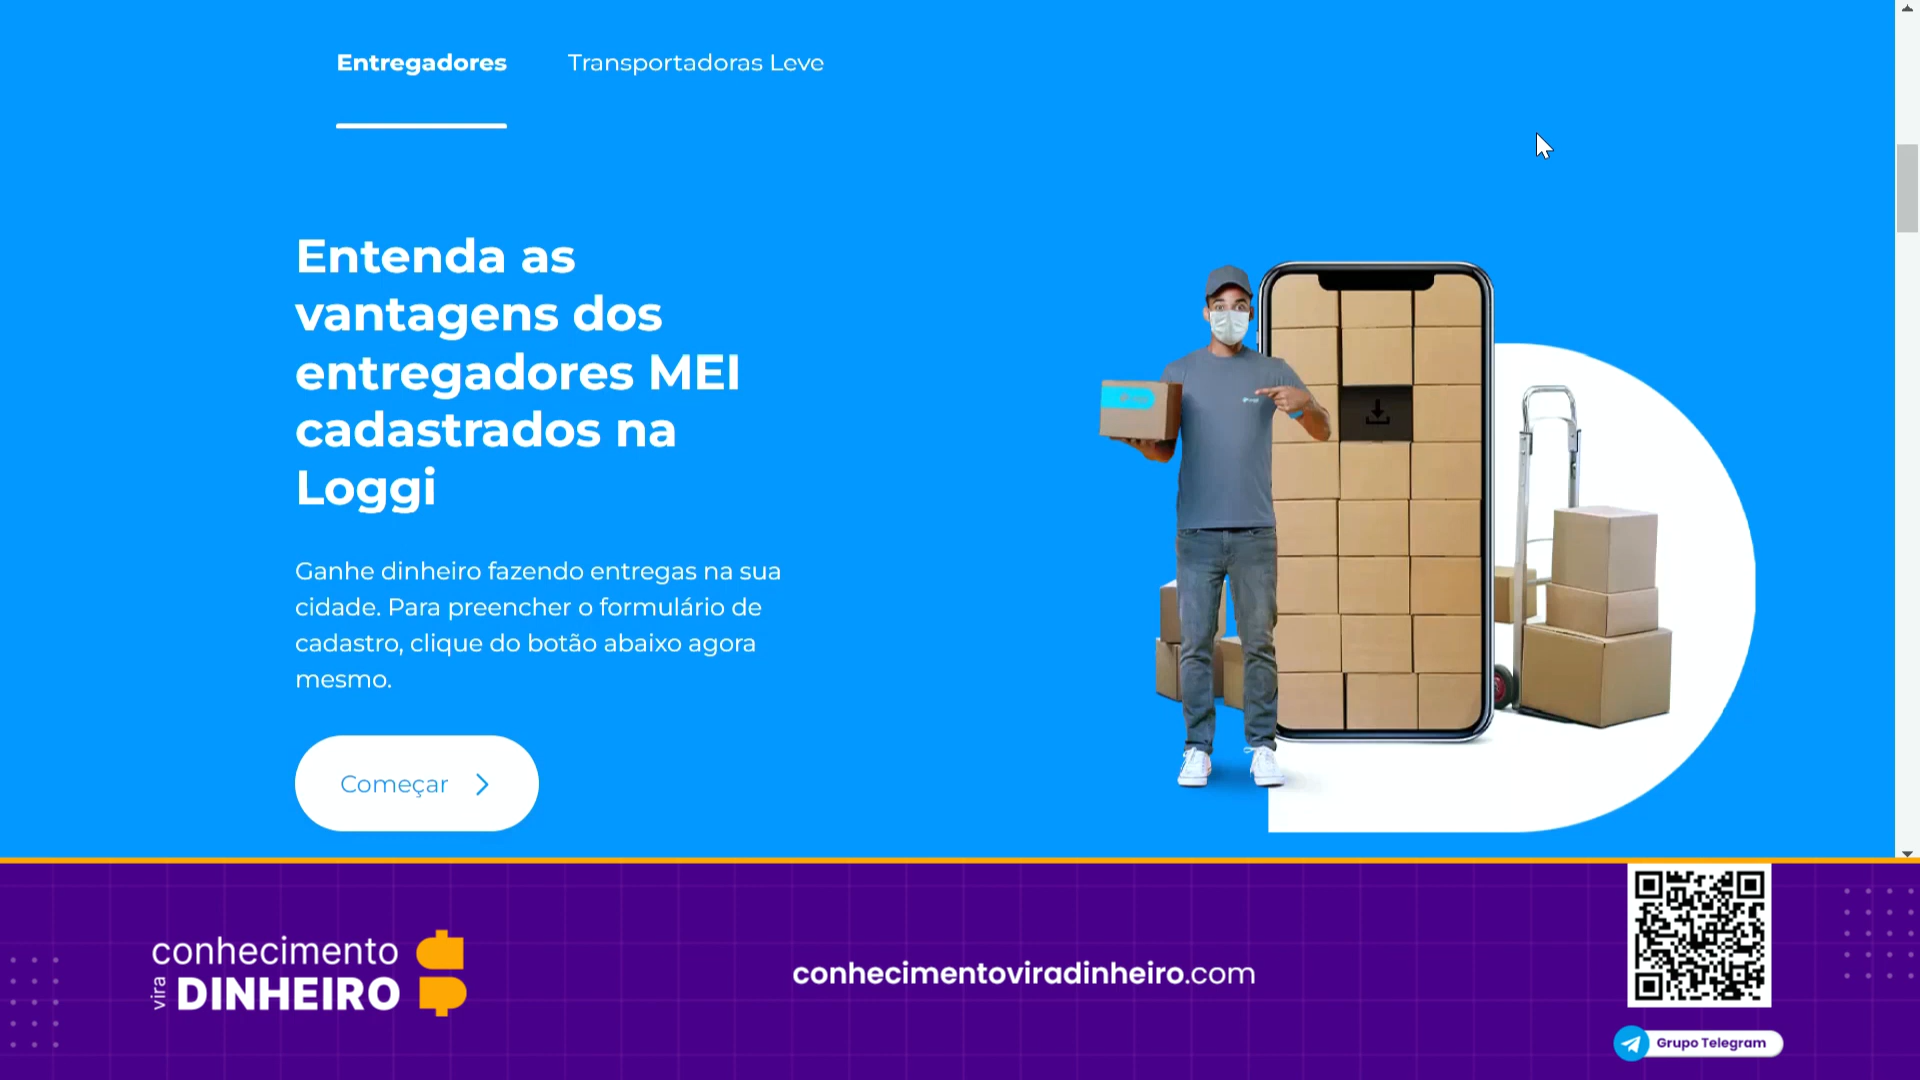 Entregadores
Transportadoras Leve
Entenda as
vantagens dos
entregadores MEI
cadastrados na
Loggi
Ganhe dinheiro fazendo entregas na sua
cidade. Para preencher o formulário de
cadastro, clique do botão abaixo agora
mesmo.
Começar
conhecimento
vira DINHEIRO
conhecimentoviradinheiro.com
Grupo Telegram